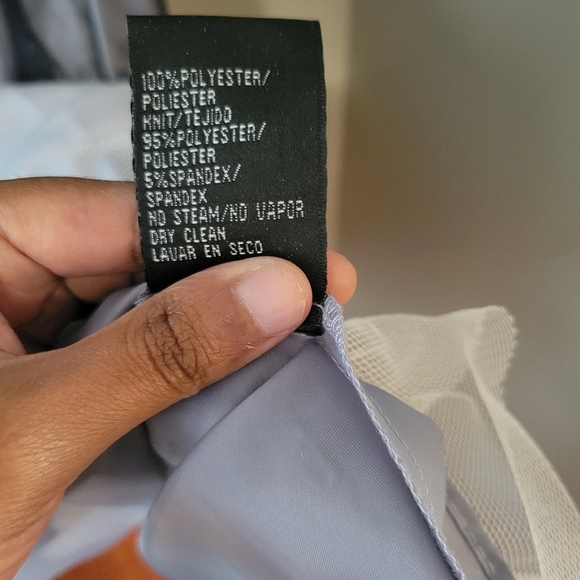 100%POLYESTER/
POLIESTER
KNIT/TEJIDO
95%POLYESTER/
POLIESTER
5%SPANDEX/
SPANDEX
NO STEAM/NO VAPOR
DRY CLEAN
LAVAR EN SECO